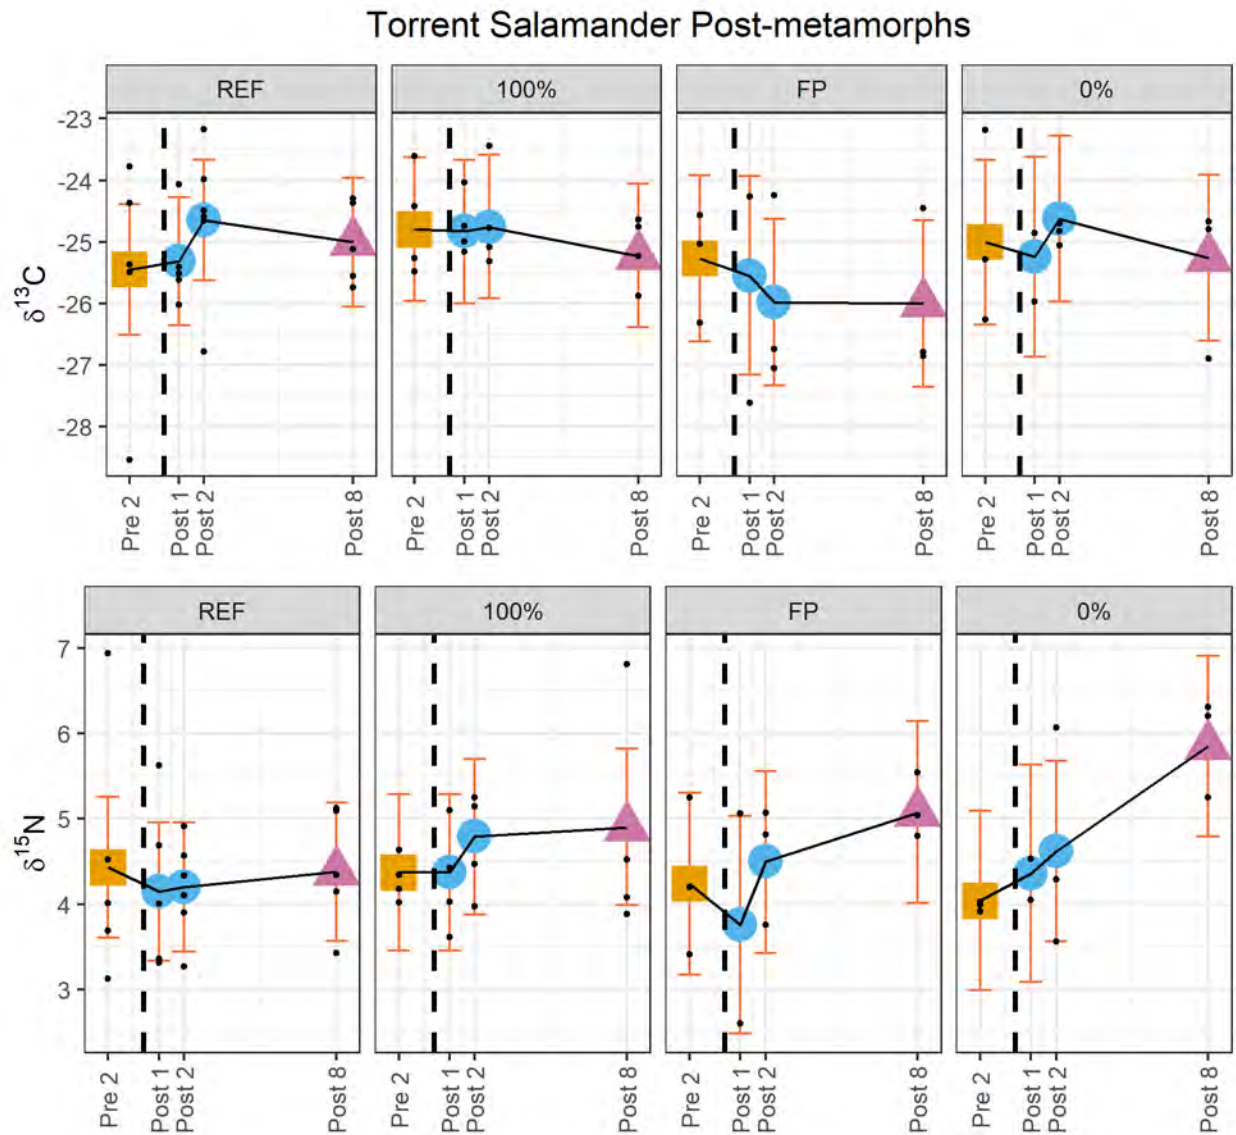 Torrent Salamander Post-metamorphs
REF 100% FP 0%
δ¹³C
-23
-24
-25
-26
-27
-28
Pre 2 Post 1 Post 2 Post 8 Pre 2 Post 1 Post 2 Post 8 Pre 2 Post 1 Post 2 Post 8 Pre 2 Post 1 Post 2 Post 8
REF 100% FP 0%
δ¹⁵N
7
6
5
4
3
Pre 2 Post 1 Post 2 Post 8 Pre 2 Post 1 Post 2 Post 8 Pre 2 Post 1 Post 2 Post 8 Pre 2 Post 1 Post 2 Post 8